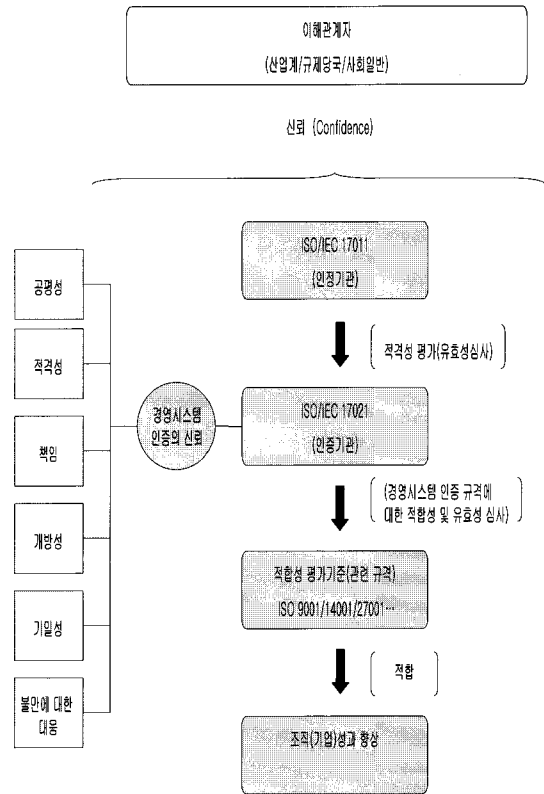 이해관계자
(산업계/규제당국/사회일반)
신뢰 (Confidence)
ISO/IEC 17011
(인정기관)
적격성 평가(유효성심사)
ISO/IEC 17021
(인증기관)
(경영시스템 인증 규격에
대한 적합성 및 유효성 심사)
적합성 평가기준(관련 규격)
ISO 9001/14001/27001…
적합
조직(기업)성과 향상
경영시스템
인증의 신뢰
공평성
적격성
책임
개방성
기밀성
불만에 대한
대응